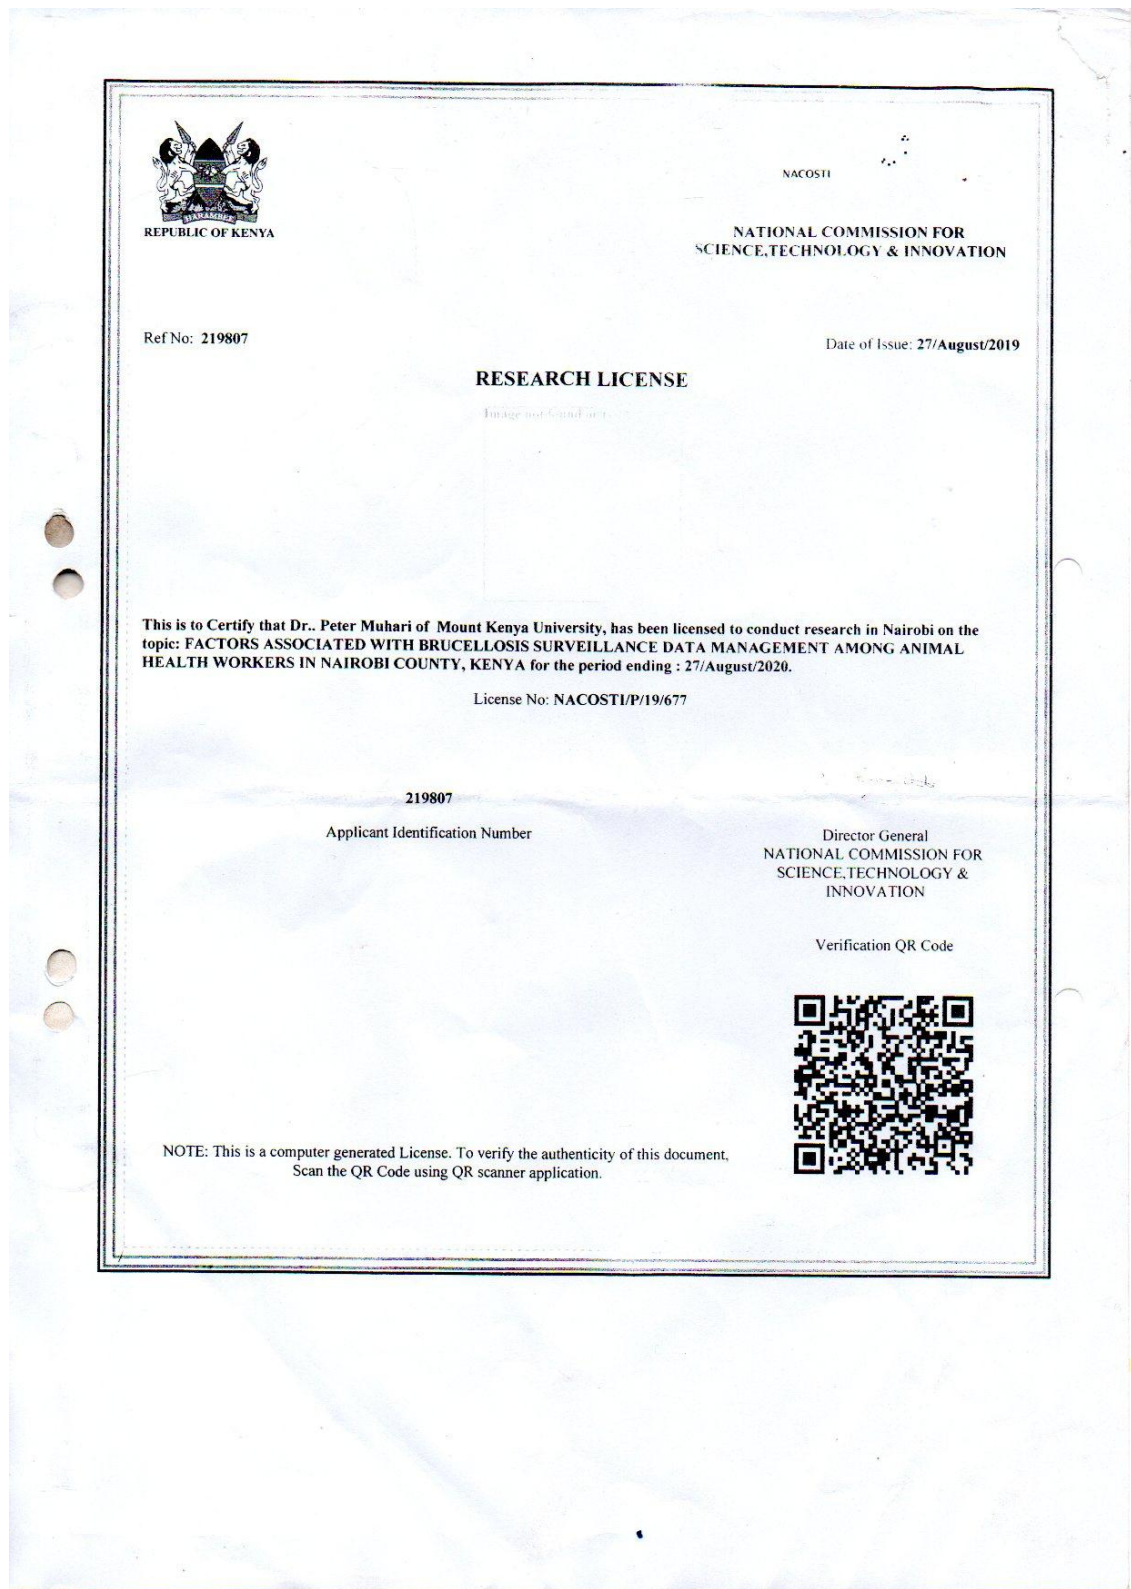 HARAMBEE
REPUBLIC OF KENYA
NACOSTI
NATIONAL COMMISSION FOR
SCIENCE,TECHNOLOGY & INNOVATION
Ref No: 219807
Date of Issue: 27/August/2019
RESEARCH LICENSE
Image not found or
This is to Certify that Dr.. Peter Muhari of Mount Kenya University, has been licensed to conduct research in Nairobi on the
topic: FACTORS ASSOCIATED WITH BRUCELLOSIS SURVEILLANCE DATA MANAGEMENT AMONG ANIMAL
HEALTH WORKERS IN NAIROBI COUNTY, KENYA for the period ending : 27/August/2020.
License No: NACOSTI/P/19/677
219807
Applicant Identification Number
Director General
NATIONAL COMMISSION FOR
SCIENCE,TECHNOLOGY &
INNOVATION
Verification QR Code
NOTE: This is a computer generated License. To verify the authenticity of this document,
Scan the QR Code using QR scanner application.